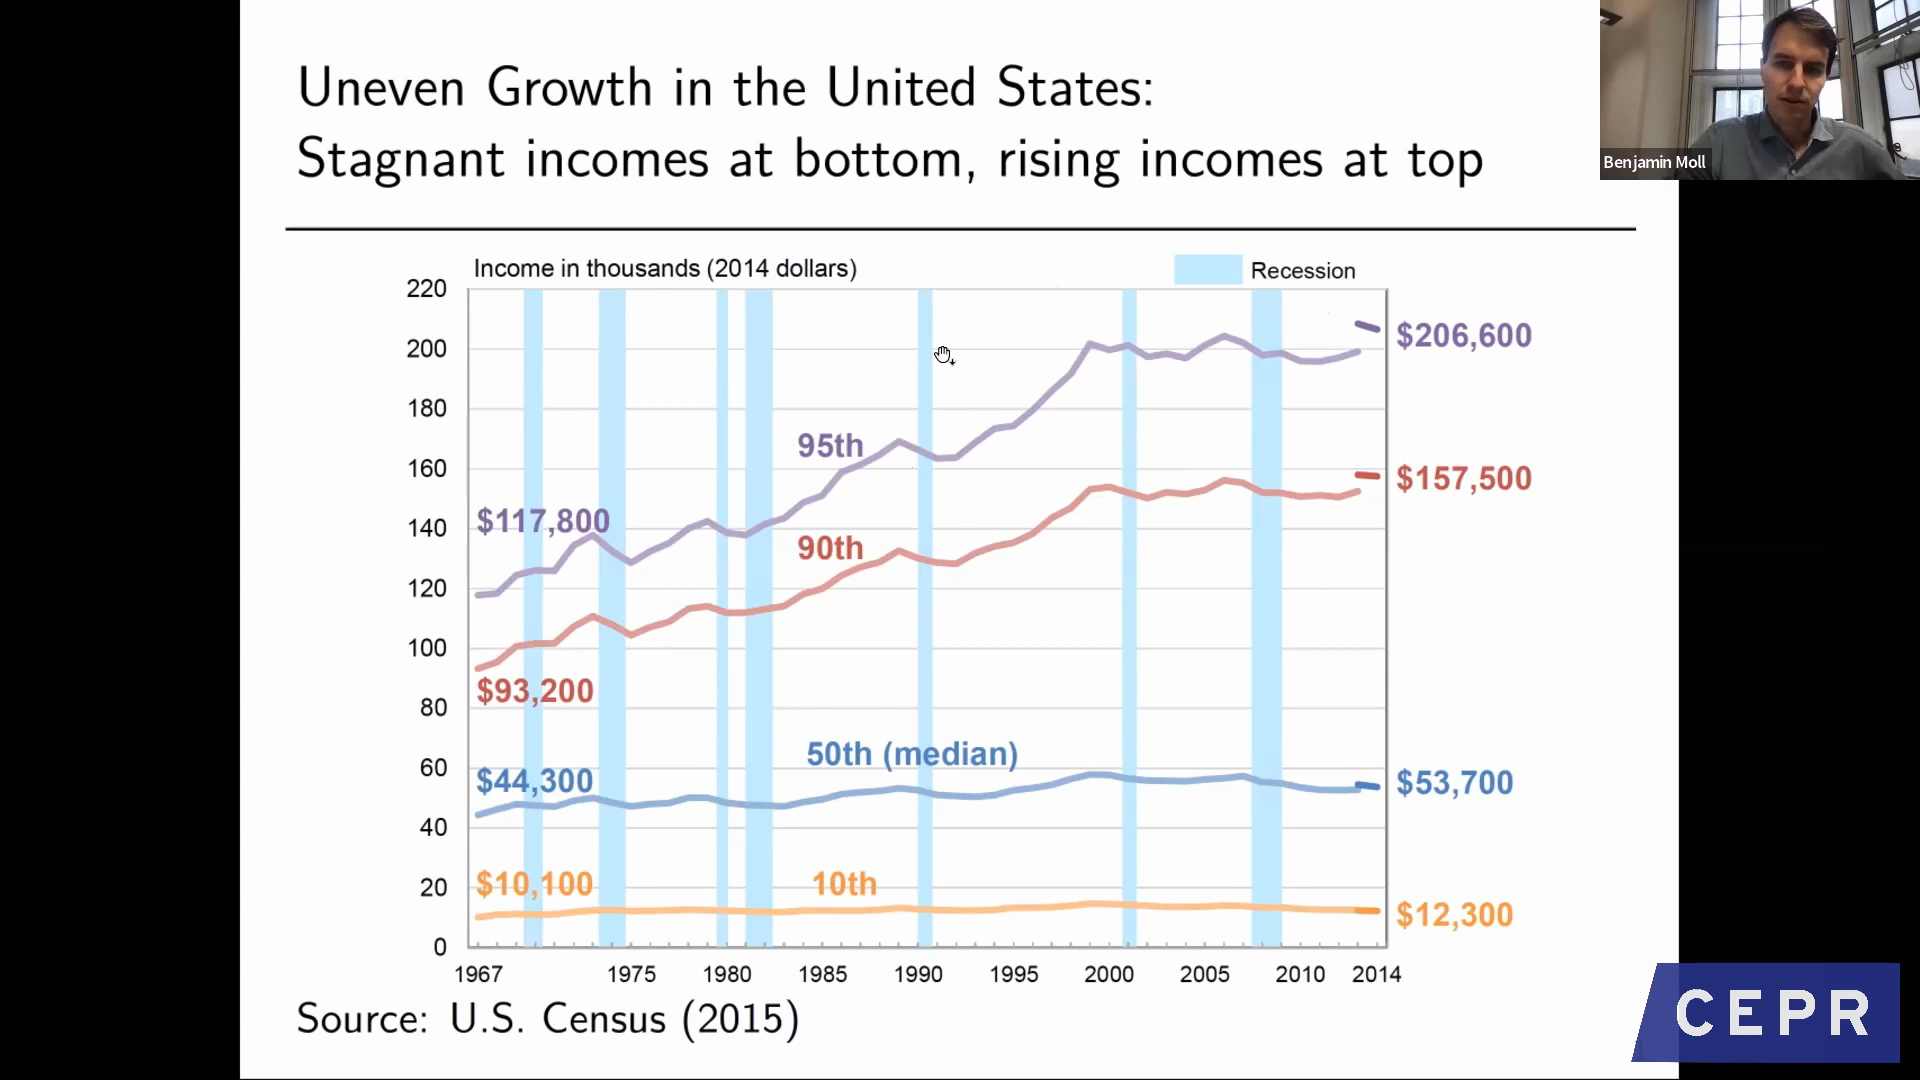 Uneven Growth in the United States:
Stagnant incomes at bottom, rising incomes at top
Benjamin Moll
Income in thousands (2014 dollars)
Recession
220
200
180
160
140
120
100
80
60
40
20
0
95th
90th
50th (median)
10th
$117,800
$93,200
$44,300
$10,100
$206,600
$157,500
$53,700
$12,300
1967 1975 1980 1985 1990 1995 2000 2005 2010 2014
Source: U.S. Census (2015)
CEPR